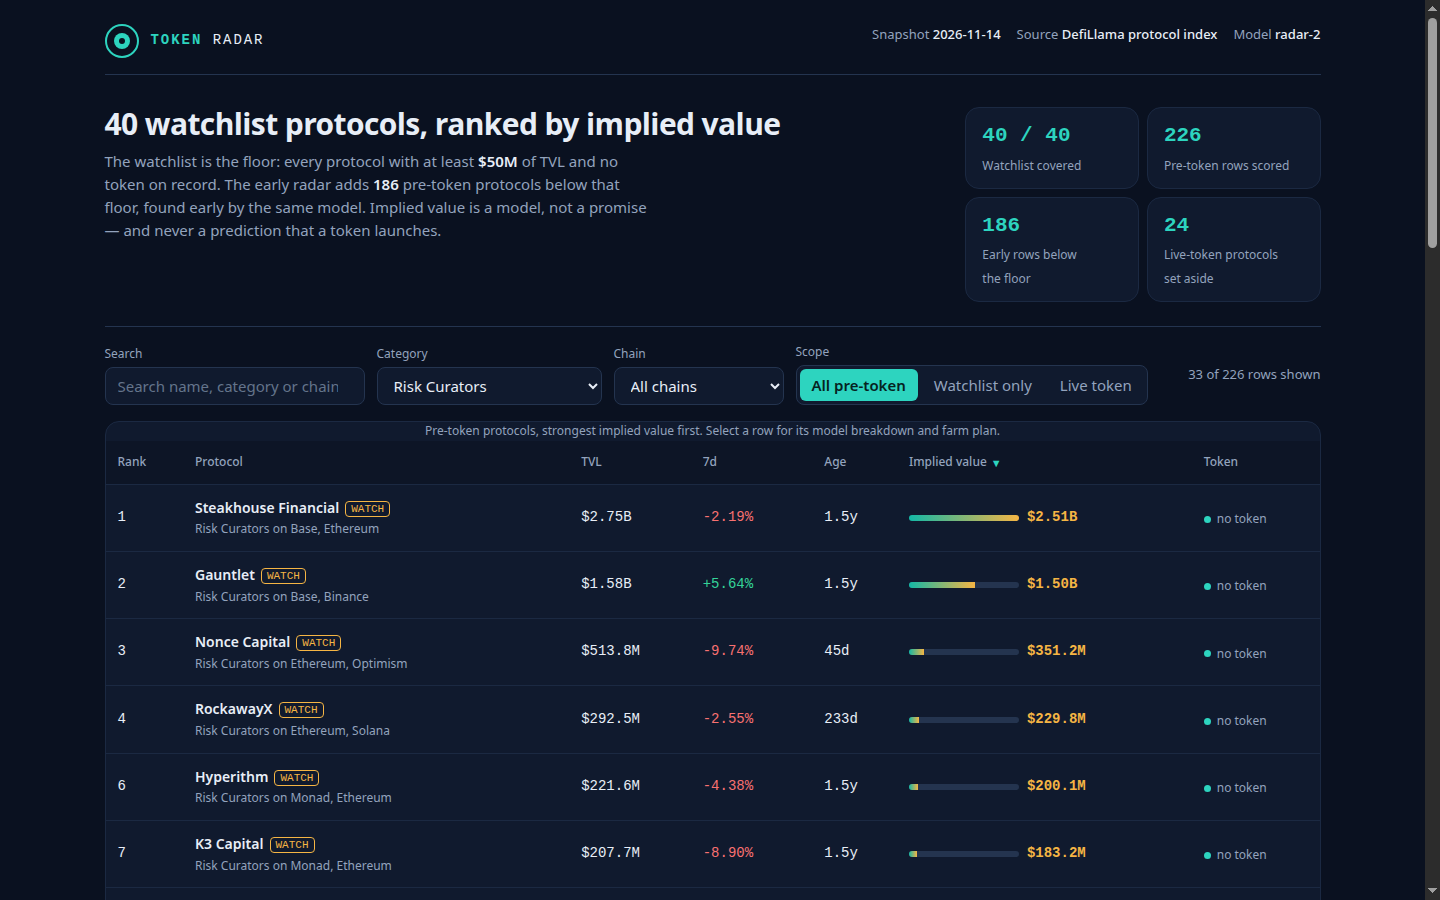 TOKEN RADAR
Snapshot 2026-11-14 Source DefiLlama protocol index Model radar-2
40 watchlist protocols, ranked by implied value
The watchlist is the floor: every protocol with at least $50M of TVL and no
token on record. The early radar adds 186 pre-token protocols below that
floor, found early by the same model. Implied value is a model, not a promise
— and never a prediction that a token launches.
40 / 40
Watchlist covered
226
Pre-token rows scored
186
Early rows below
the floor
24
Live-token protocols
set aside
Search
Search name, category or chain
Category
Risk Curators
Chain
All chains
Scope
All pre-token Watchlist only Live token
33 of 226 rows shown
Pre-token protocols, strongest implied value first. Select a row for its model breakdown and farm plan.
Rank Protocol TVL 7d Age Implied value ▼ Token
1 Steakhouse Financial WATCH $2.75B -2.19% 1.5y $2.51B no token
Risk Curators on Base, Ethereum
2 Gauntlet WATCH $1.58B +5.64% 1.5y $1.50B no token
Risk Curators on Base, Binance
3 Nonce Capital WATCH $513.8M -9.74% 45d $351.2M no token
Risk Curators on Ethereum, Optimism
4 RockawayX WATCH $292.5M -2.55% 233d $229.8M no token
Risk Curators on Ethereum, Solana
6 Hyperithm WATCH $221.6M -4.38% 1.5y $200.1M no token
Risk Curators on Monad, Ethereum
7 K3 Capital WATCH $207.7M -8.90% 1.5y $183.2M no token
Risk Curators on Monad, Ethereum